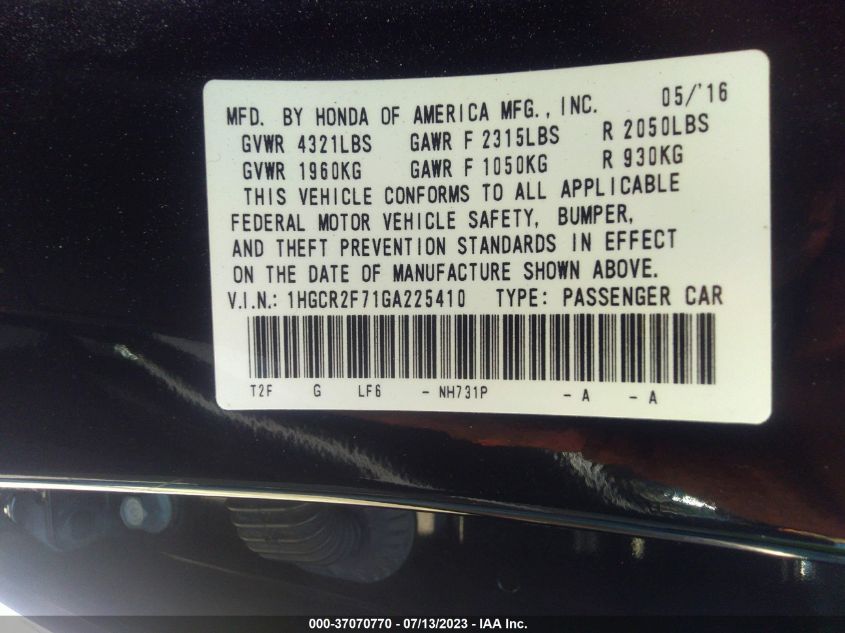 MFD. BY HONDA OF AMERICA MFG., INC. 05/'16
GVWR 4321LBS GAWR F 2315LBS R 2050LBS
GVWR 1960KG GAWR F 1050KG R 930KG
THIS VEHICLE CONFORMS TO ALL APPLICABLE
FEDERAL MOTOR VEHICLE SAFETY, BUMPER,
AND THEFT PREVENTION STANDARDS IN EFFECT
ON THE DATE OF MANUFACTURE SHOWN ABOVE.
V.I.N.: 1HGCR2F71GA225410 TYPE: PASSENGER CAR
T2F G LF6 - NH731P - A - A
000-37070770 - 07/13/2023 - IAA Inc.